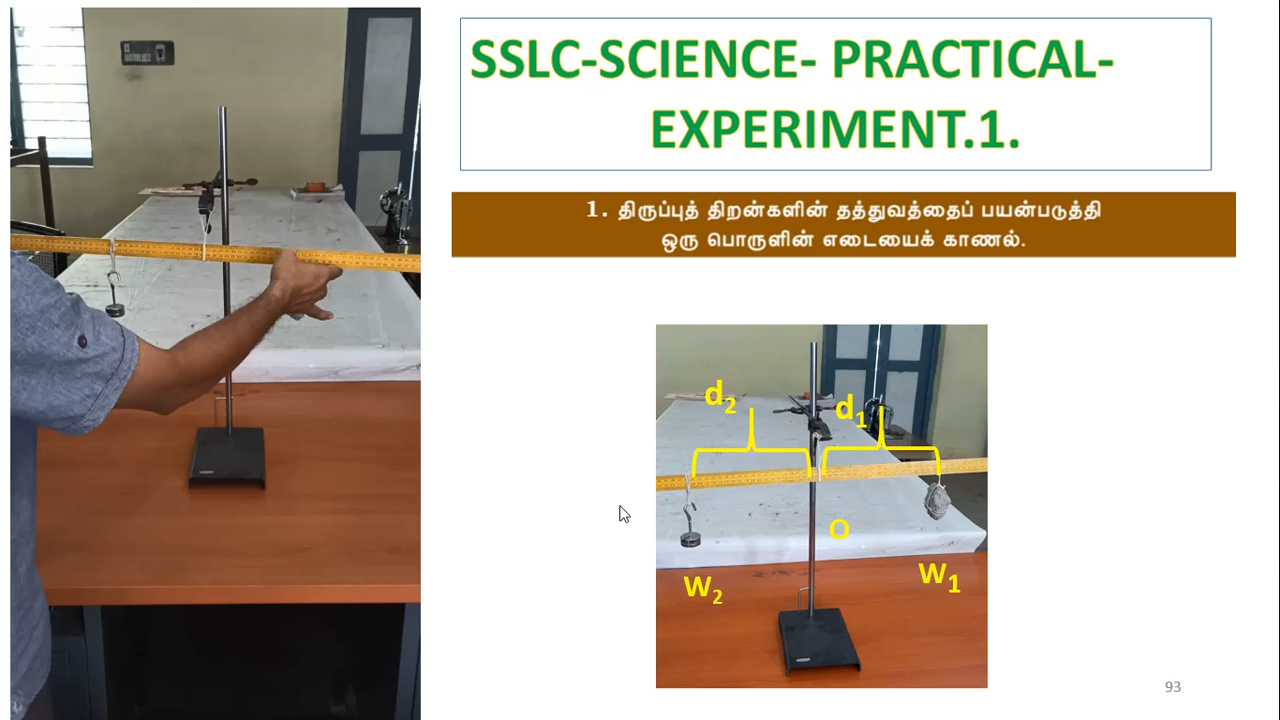 SSLC-SCIENCE- PRACTICAL-
EXPERIMENT.1.
1. திருப்புத் திறன்களின் தத்துவத்தைப் பயன்படுத்தி
ஒரு பொருளின் எடையைக் காணல்.
d2
d1
O
W2
W1
93